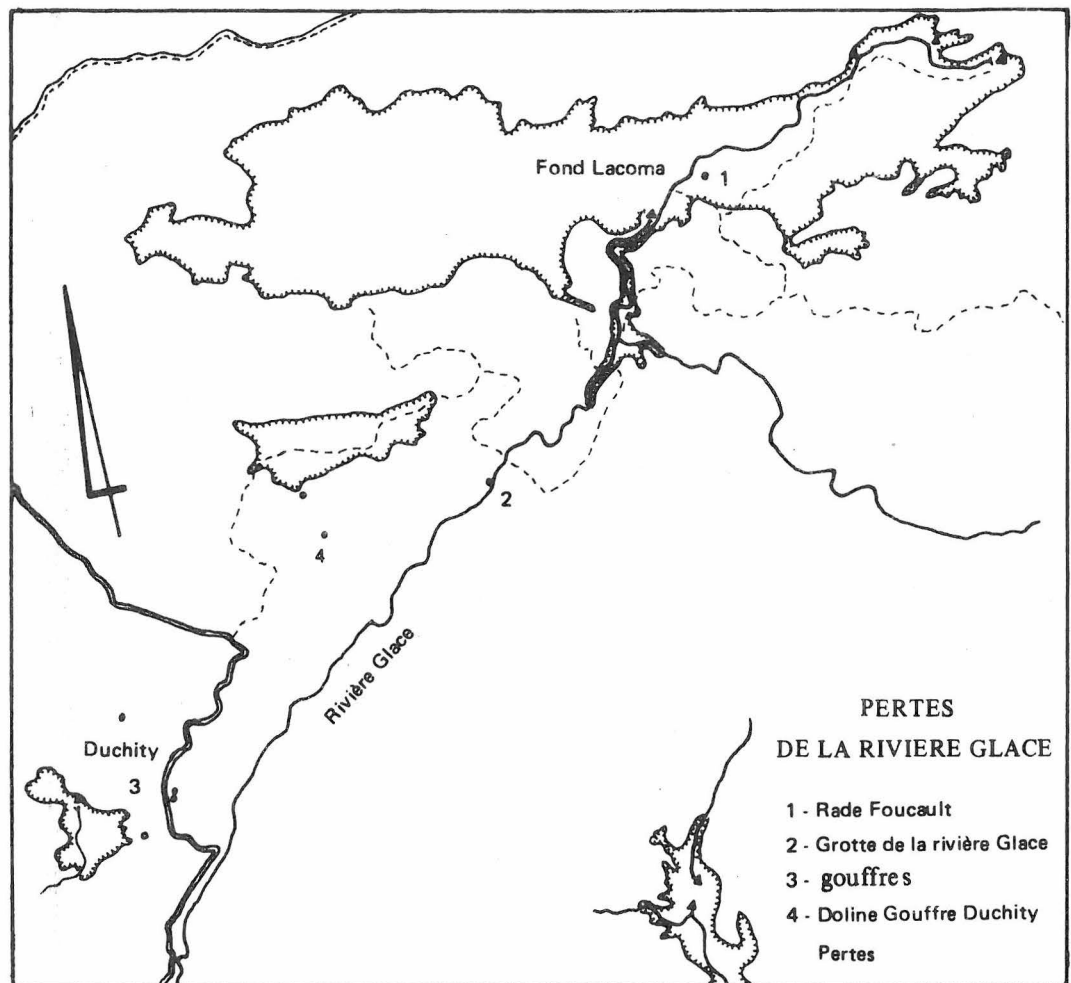 Fond Lacoma
1
2
4
Rivière Glace
Duchity
3
PERTES
DE LA RIVIERE GLACE
1 - Rade Foucault
2 - Grotte de la rivière Glace
3 - gouffres
4 - Doline Gouffre Duchity
Pertes